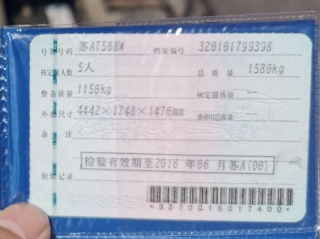 号牌号码 苏AT588W 档案编号 320101799398
核定载人数 5人 总质量 1580kg
整备质量 1150kg 核定载质量
外廓尺寸 4442×1748×1476mm 准牵引总质量
备注
检验有效期至2016 年06 月苏A(00)
检验记录
*3270016017400*